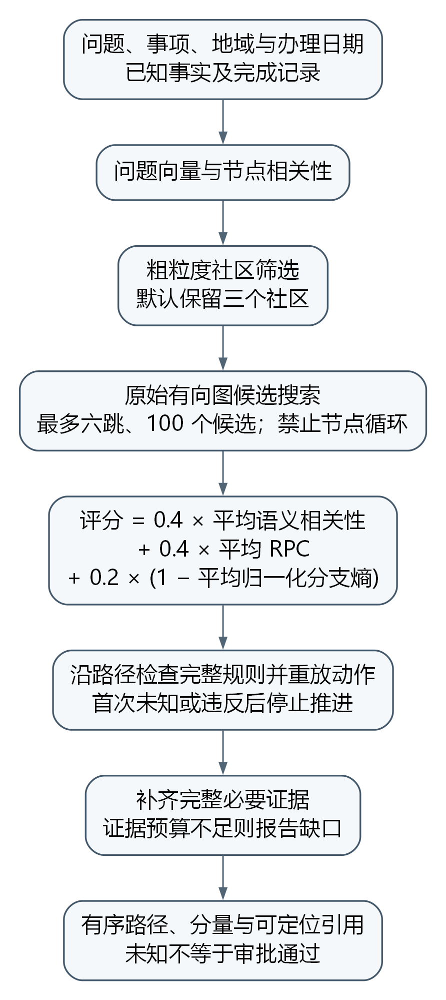 问题、事项、地域与办理日期
已知事实及完成记录
问题向量与节点相关性
粗粒度社区筛选
默认保留三个社区
原始有向图候选搜索
最多六跳、100 个候选；禁止节点循环
评分 = 0.4 × 平均语义相关性
+ 0.4 × 平均 RPC
+ 0.2 × (1 − 平均归一化分支熵)
沿路径检查完整规则并重放动作
首次未知或违反后停止推进
补齐完整必要证据
证据预算不足则报告缺口
有序路径、分量与可定位引用
未知不等于审批通过